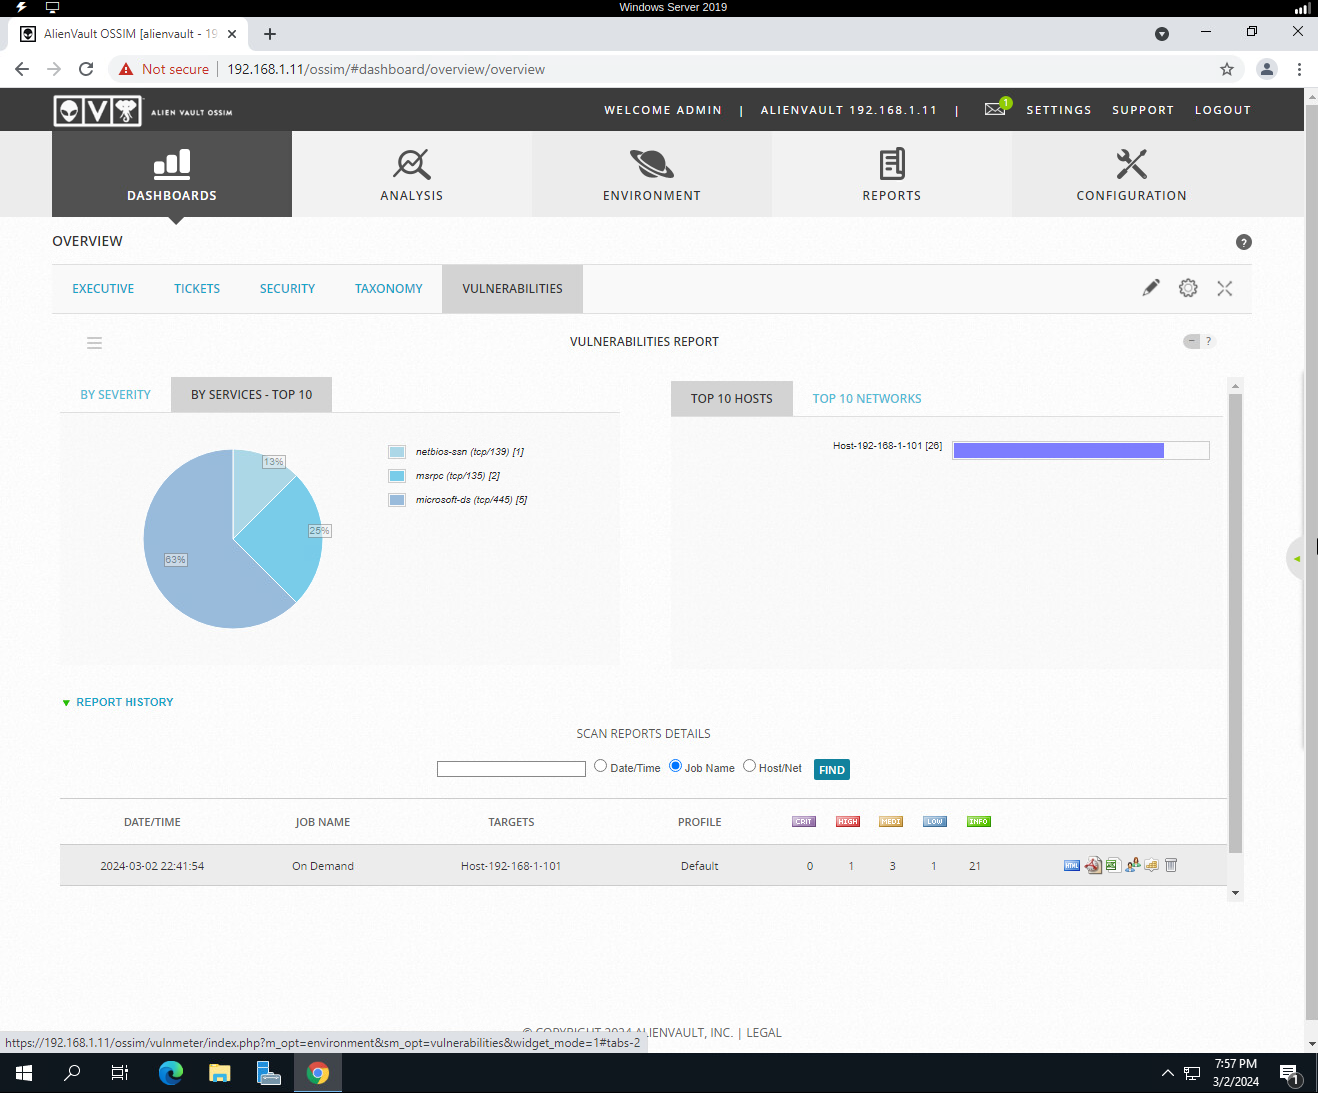 Windows Server 2019
AlienVault OSSIM [alienvault - 19
Not secure
192.168.1.11/ossim/#dashboard/overview/overview
ALIEN VAULT OSSIM
WELCOME ADMIN | ALIENVAULT 192.168.1.11 | 1 SETTINGS SUPPORT LOGOUT
DASHBOARDS
ANALYSIS
ENVIRONMENT
REPORTS
CONFIGURATION
OVERVIEW
?
EXECUTIVE
TICKETS
SECURITY
TAXONOMY
VULNERABILITIES
VULNERABILITIES REPORT
?
BY SEVERITY
BY SERVICES - TOP 10
TOP 10 HOSTS
TOP 10 NETWORKS
13%
25%
63%
netbios-ssn (tcp/139) [1]
msrpc (tcp/135) [2]
microsoft-ds (tcp/445) [5]
Host-192-168-1-101 [26]
REPORT HISTORY
SCAN REPORTS DETAILS
Date/Time Job Name Host/Net FIND
DATE/TIME JOB NAME TARGETS PROFILE CRIT HIGH MEDI LOW INFO
2024-03-02 22:41:54 On Demand Host-192-168-1-101 Default 0 1 3 1 21 HTML
© COPYRIGHT 2024 ALIENVAULT, INC. | LEGAL
https://192.168.1.11/ossim/vulnmeter/index.php?m_opt=environment&sm_opt=vulnerabilities&widget_mode=1#tabs-2
7:57 PM
3/2/2024
1